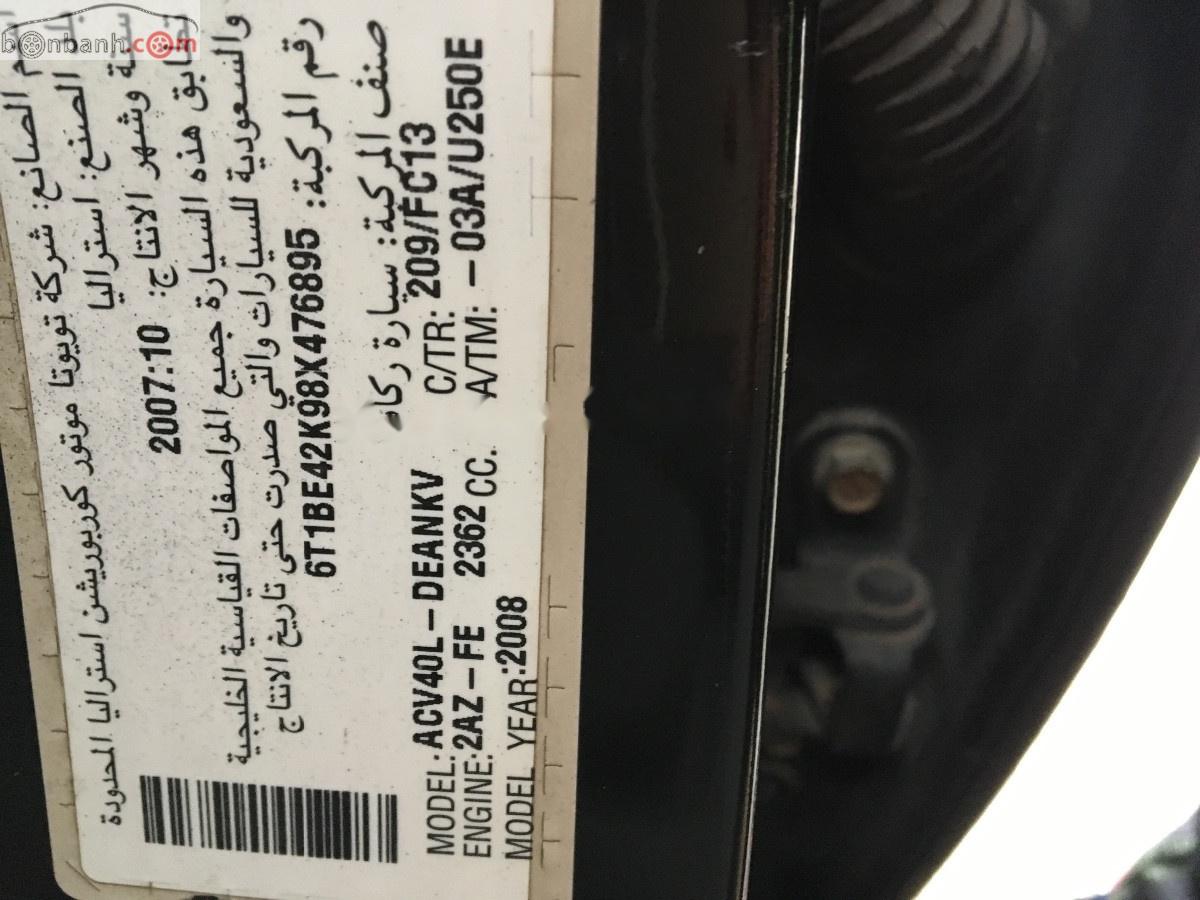 bonbanh.com
الصانع: شركة تويوتا موتور كوربوريشن استراليا المحدودة
الصنع: استراليا
سنة وشهر الانتاج: 2007:10
تطابق هذه السيارة جميع المواصفات القياسية الخليجية
والسعودية للسيارات والتي صدرت حتى تاريخ الانتاج
رقم المركبة: 6T1BE42K98X476895
صنف المركبة: سيارة ركاب
MODEL: ACV40L-DEANKV C/TR: 209/FC13
ENGINE: 2AZ-FE 2362 CC. A/TM: -03A/U250E
MODEL YEAR:2008